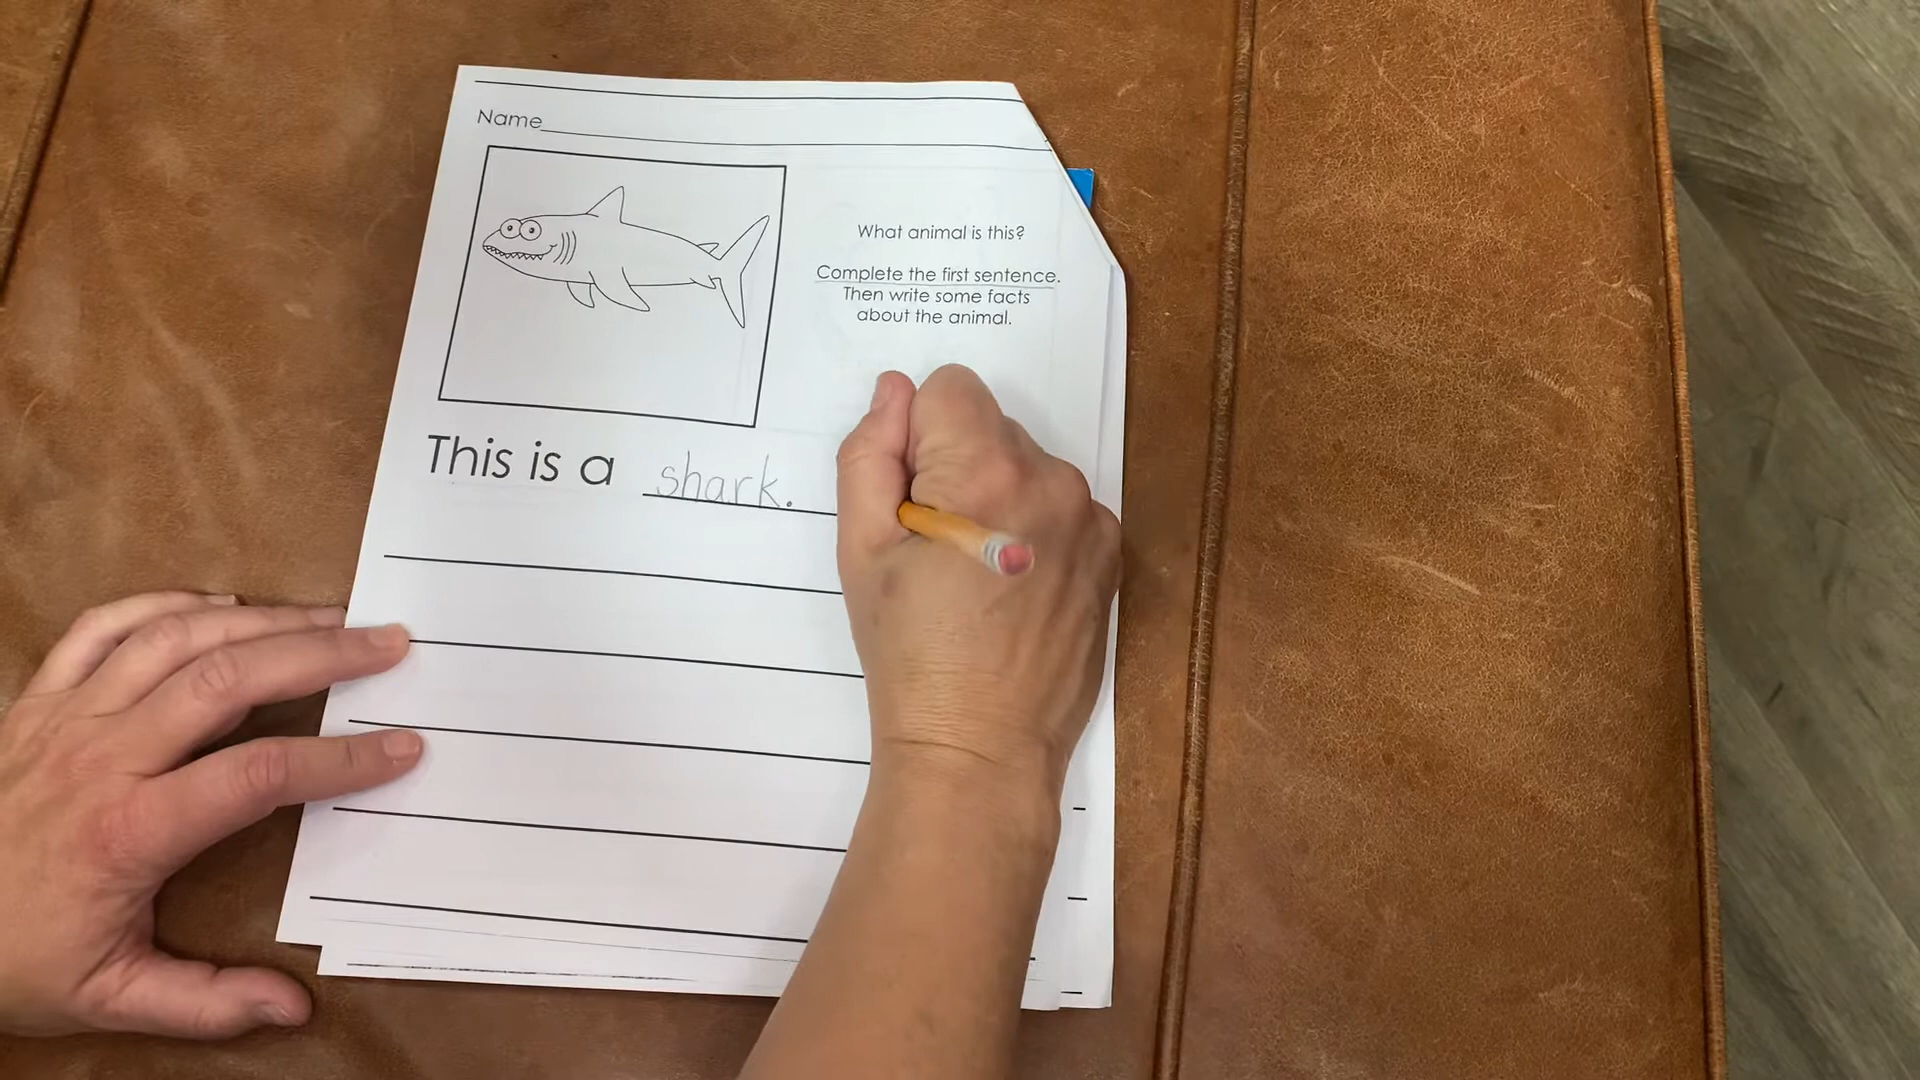 Name
What animal is this?
Complete the first sentence.
Then write some facts
about the animal.
This is a shark.